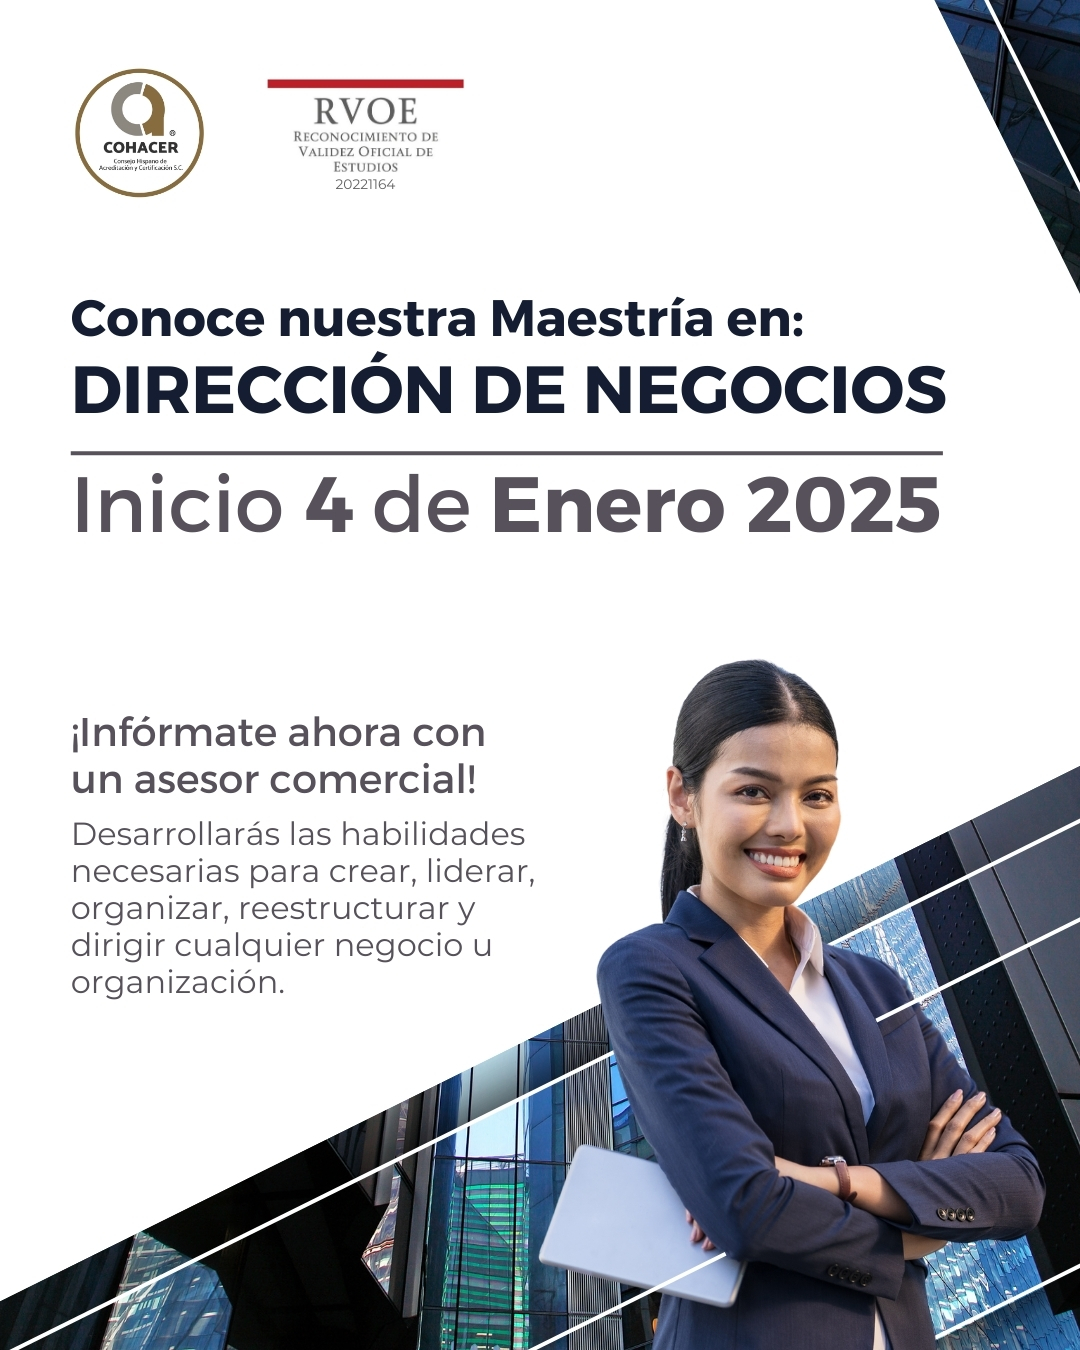 COHACER
®
Consejo Hispano de
Acreditación y Certificación S.C.
RVOE
RECONOCIMIENTO DE
VALIDEZ OFICIAL DE
ESTUDIOS
20221164
Conoce nuestra Maestría en:
DIRECCIÓN DE NEGOCIOS
Inicio 4 de Enero 2025
¡Infórmate ahora con
un asesor comercial!
Desarrollarás las habilidades
necesarias para crear, liderar,
organizar, reestructurar y
dirigir cualquier negocio u
organización.